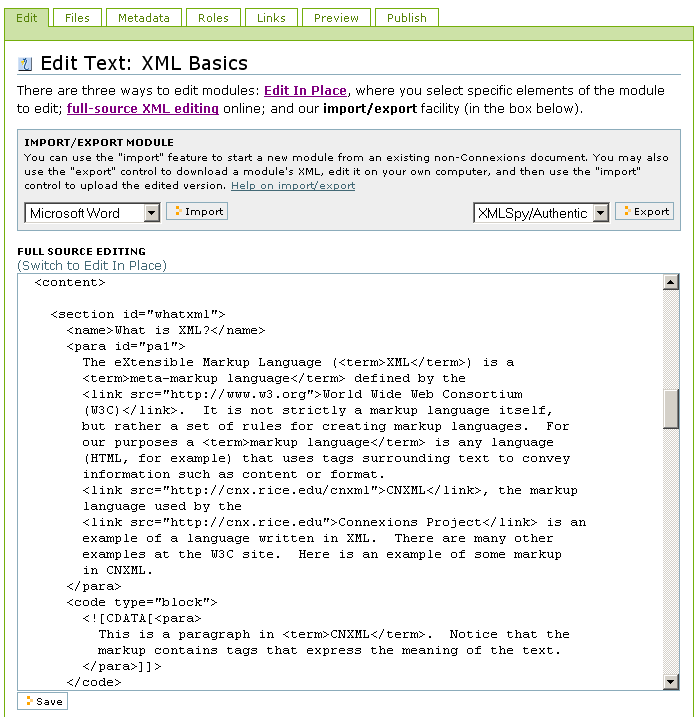 Edit Files Metadata Roles Links Preview Publish
Edit Text: XML Basics
There are three ways to edit modules: Edit In Place, where you select specific elements of the module
to edit; full-source XML editing online; and our import/export facility (in the box below).
IMPORT/EXPORT MODULE
You can use the "import" feature to start a new module from an existing non-Connexions document. You may also
use the "export" control to download a module's XML, edit it on your own computer, and then use the "import"
control to upload the edited version. Help on import/export
Microsoft Word Import XMLSpy/Authentic Export
FULL SOURCE EDITING
(Switch to Edit In Place)
<content>
<section id="whatxml">
<name>What is XML?</name>
<para id="pa1">
The eXtensible Markup Language (<term>XML</term>) is a
<term>meta-markup language</term> defined by the
<link src="http://www.w3.org">World Wide Web Consortium
(W3C)</link>.  It is not strictly a markup language itself,
but rather a set of rules for creating markup languages.  For
our purposes a <term>markup language</term> is any language
(HTML, for example) that uses tags surrounding text to convey
information such as content or format.
<link src="http://cnx.rice.edu/cnxml">CNXML</link>, the markup
language used by the
<link src="http://cnx.rice.edu">Connexions Project</link> is an
example of a language written in XML.  There are many other
examples at the W3C site.  Here is an example of some markup
in CNXML.
</para>
<code type="block">
<![CDATA[<para>
This is a paragraph in <term>CNXML</term>.  Notice that the
markup contains tags that express the meaning of the text.
</para>]]>
</code>
Save